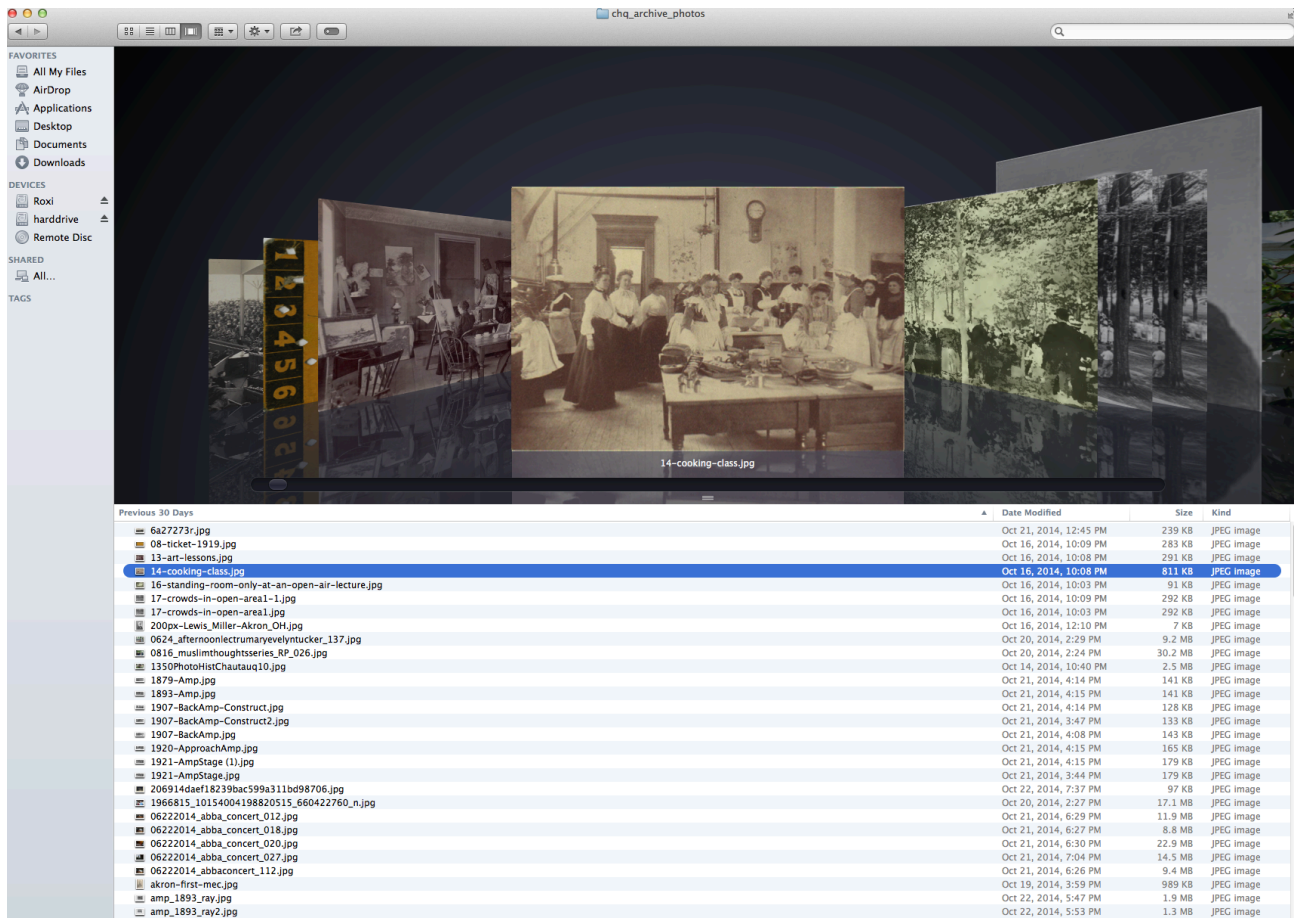 chq_archive_photos
FAVORITES
All My Files
AirDrop
Applications
Desktop
Documents
Downloads
DEVICES
Roxi
harddrive
Remote Disc
SHARED
All...
TAGS
1
2
3
4
5
6
14-cooking-class.jpg
Previous 30 Days Date Modified Size Kind
6a27273r.jpg Oct 21, 2014, 12:45 PM 239 KB JPEG image
08-ticket-1919.jpg Oct 16, 2014, 10:09 PM 283 KB JPEG image
13-art-lessons.jpg Oct 16, 2014, 10:08 PM 291 KB JPEG image
14-cooking-class.jpg Oct 16, 2014, 10:08 PM 811 KB JPEG image
16-standing-room-only-at-an-open-air-lecture.jpg Oct 16, 2014, 10:03 PM 91 KB JPEG image
17-crowds-in-open-area1-1.jpg Oct 16, 2014, 10:09 PM 292 KB JPEG image
17-crowds-in-open-area1.jpg Oct 16, 2014, 10:03 PM 292 KB JPEG image
200px-Lewis_Miller-Akron_OH.jpg Oct 16, 2014, 12:10 PM 7 KB JPEG image
0624_afternoonlectrumaryevelyntucker_137.jpg Oct 20, 2014, 2:29 PM 9.2 MB JPEG image
0816_muslimthoughtsseries_RP_026.jpg Oct 20, 2014, 2:24 PM 30.2 MB JPEG image
1350PhotoHistChautauq10.jpg Oct 14, 2014, 10:40 PM 2.5 MB JPEG image
1879-Amp.jpg Oct 21, 2014, 4:14 PM 141 KB JPEG image
1893-Amp.jpg Oct 21, 2014, 4:15 PM 141 KB JPEG image
1907-BackAmp-Construct.jpg Oct 21, 2014, 4:14 PM 128 KB JPEG image
1907-BackAmp-Construct2.jpg Oct 21, 2014, 3:47 PM 133 KB JPEG image
1907-BackAmp.jpg Oct 21, 2014, 4:08 PM 143 KB JPEG image
1920-ApproachAmp.jpg Oct 21, 2014, 4:15 PM 165 KB JPEG image
1921-AmpStage (1).jpg Oct 21, 2014, 4:15 PM 179 KB JPEG image
1921-AmpStage.jpg Oct 21, 2014, 3:44 PM 179 KB JPEG image
206914daef18239bac599a311bd98706.jpg Oct 22, 2014, 7:37 PM 97 KB JPEG image
1966815_10154004198820515_660422760_n.jpg Oct 20, 2014, 2:27 PM 17.1 MB JPEG image
06222014_abba_concert_012.jpg Oct 21, 2014, 6:29 PM 11.9 MB JPEG image
06222014_abba_concert_018.jpg Oct 21, 2014, 6:27 PM 8.8 MB JPEG image
06222014_abba_concert_020.jpg Oct 21, 2014, 6:30 PM 22.9 MB JPEG image
06222014_abba_concert_027.jpg Oct 21, 2014, 7:04 PM 14.5 MB JPEG image
06222014_abbaconcert_112.jpg Oct 21, 2014, 6:26 PM 9.4 MB JPEG image
akron-first-mec.jpg Oct 19, 2014, 3:59 PM 989 KB JPEG image
amp_1893_ray.jpg Oct 22, 2014, 5:47 PM 1.9 MB JPEG image
amp_1893_ray2.jpg Oct 22, 2014, 5:53 PM 1.3 MB JPEG image